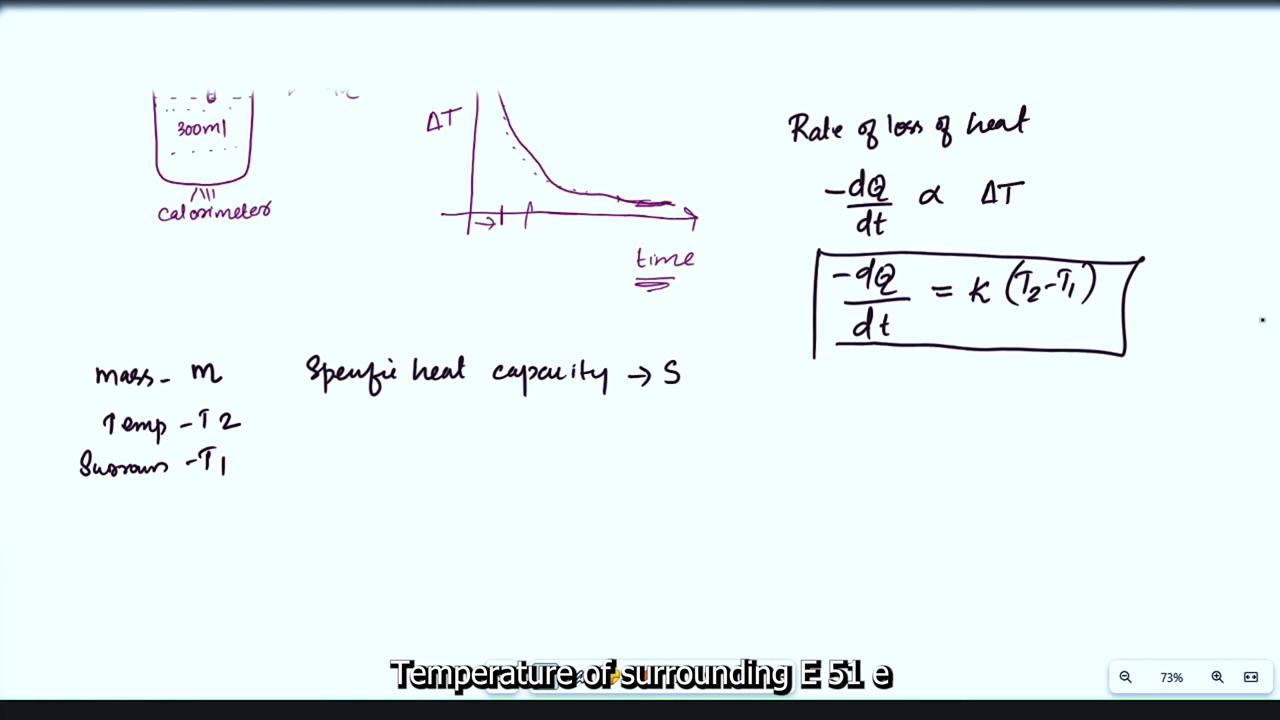 300ml
calorimeter
ΔT
time
Rate of loss of heat
-dQ/dt ∝ ΔT
-dQ/dt = K (T₂-T₁)
mass - m
Specific heat capacity → S
Temp - T2
Surroun - T1
Temperature of surrounding E 51 e
73%